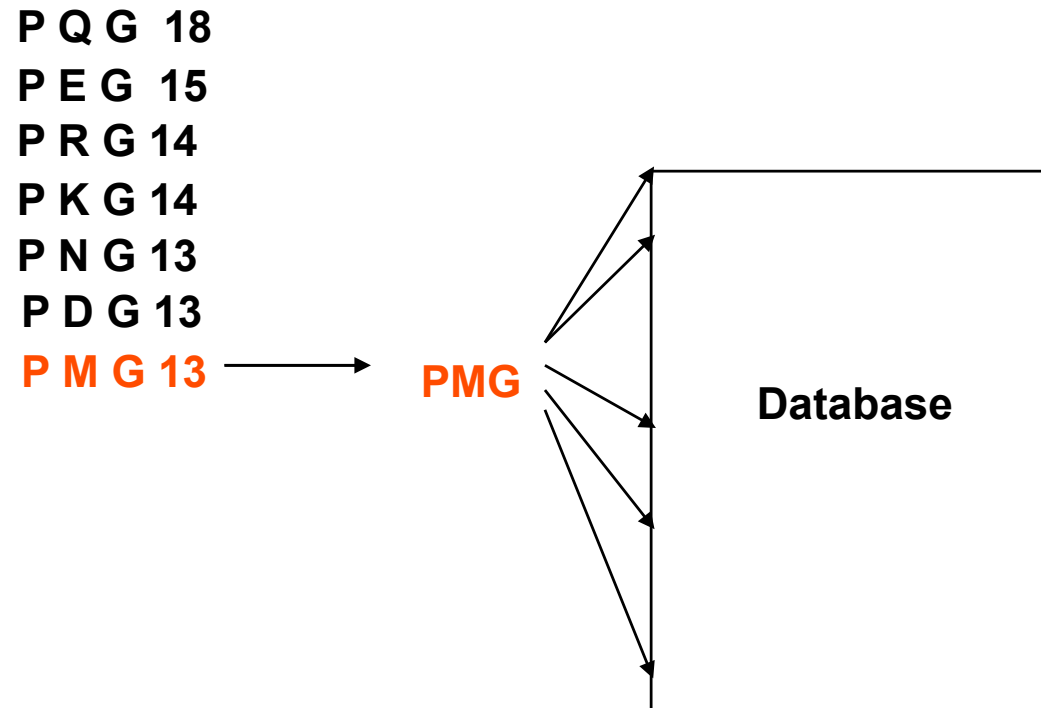 P Q G 18
P E G 15
P R G 14
P K G 14
P N G 13
P D G 13
P M G 13
PMG
Database